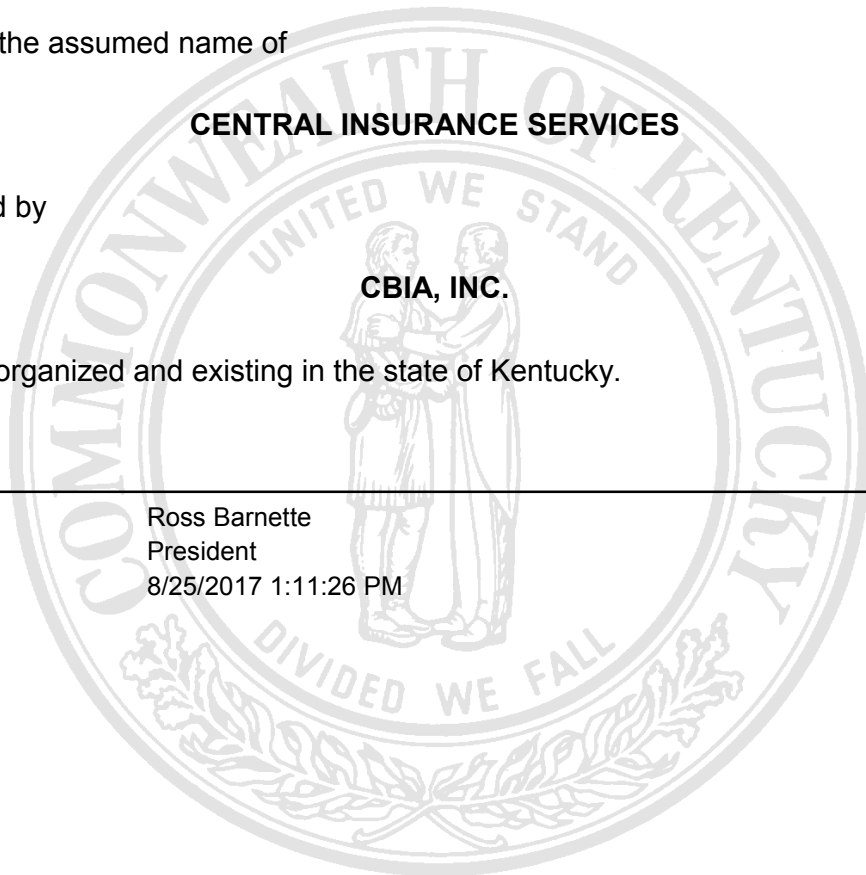 the assumed name of
CENTRAL INSURANCE SERVICES
d by
CBIA, INC.
organized and existing in the state of Kentucky.
Ross Barnette
President
8/25/2017 1:11:26 PM
COMMONWEALTH OF KENTUCKY
UNITED WE STAND
DIVIDED WE FALL